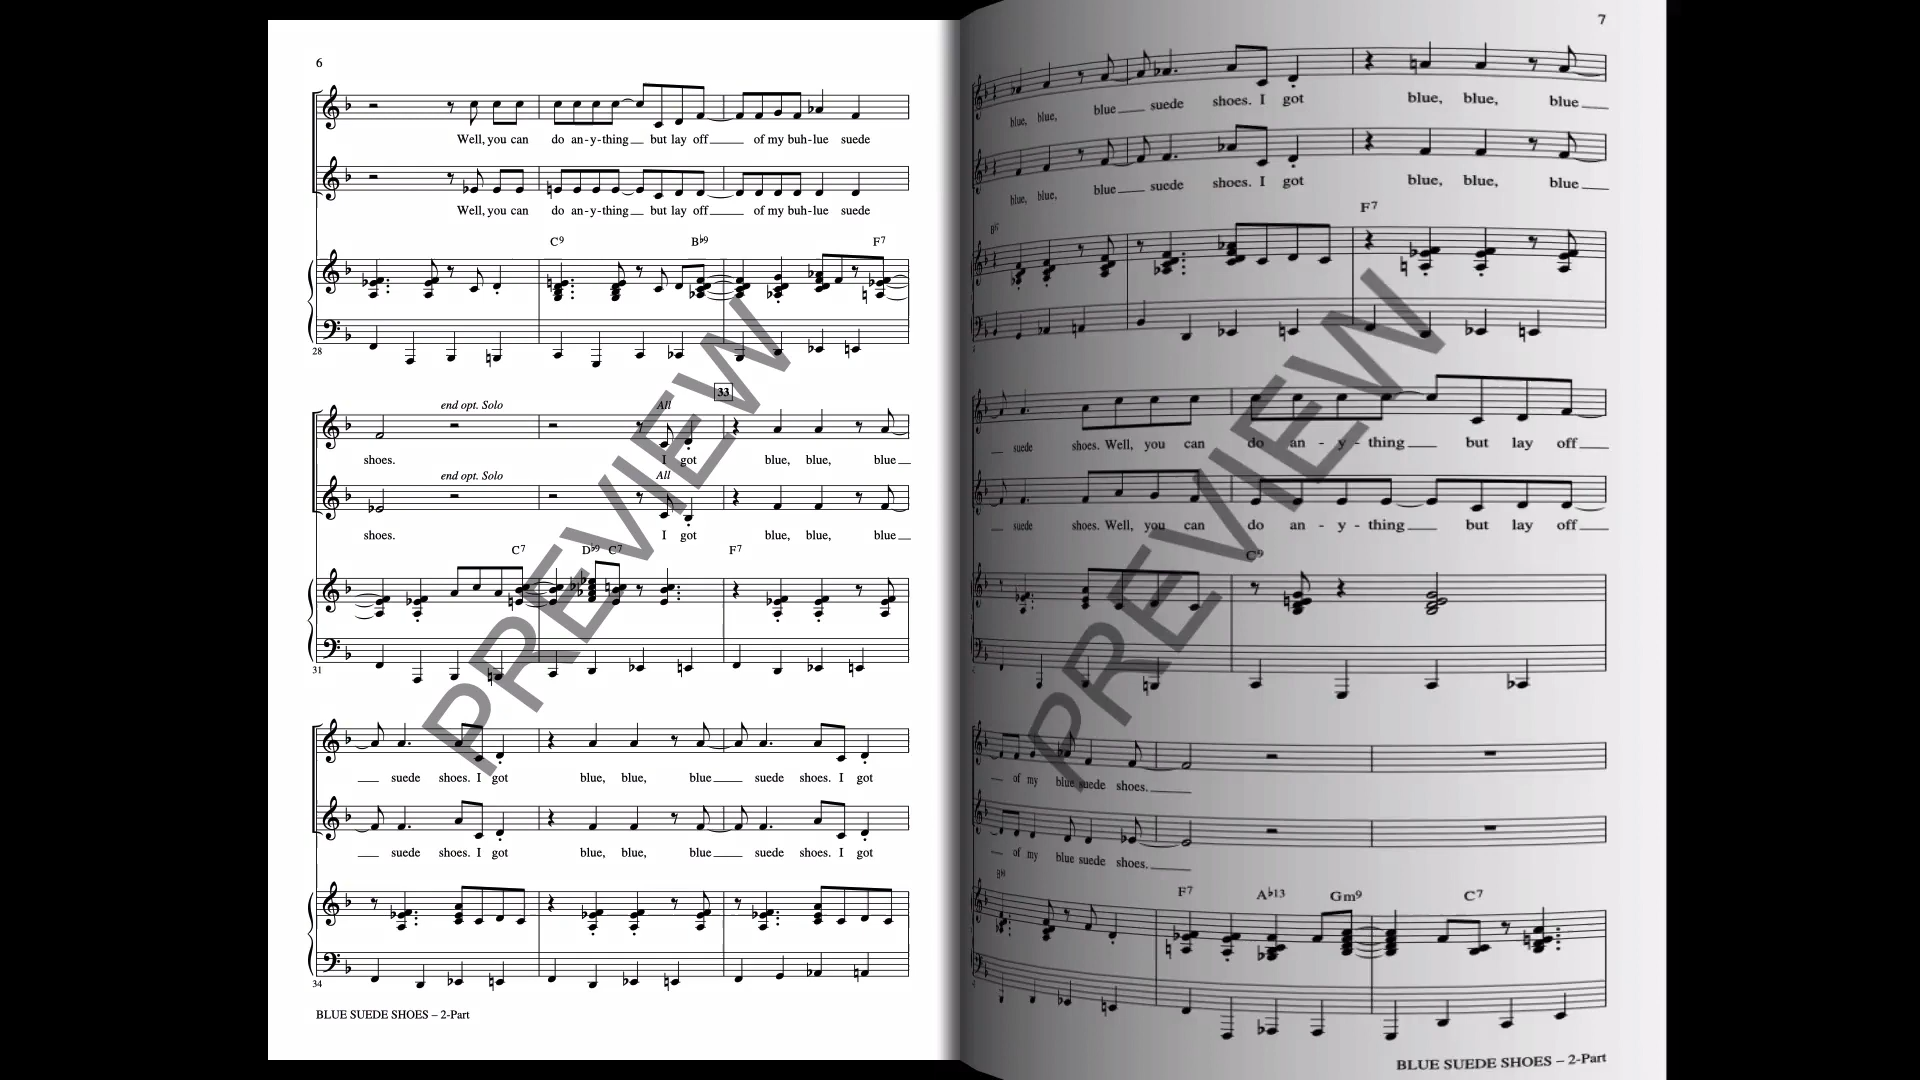 6
Well, you can do an-y-thing but lay off of my buh-lue suede
Well, you can do an-y-thing but lay off of my buh-lue suede
C9 B♭9 F7
28
33
end opt. Solo All
shoes. I got blue, blue, blue
end opt. Solo All
shoes. I got blue, blue, blue
C7 D♭9 C7 F7
31
suede shoes. I got blue, blue, blue suede shoes. I got
suede shoes. I got blue, blue, blue suede shoes. I got
34
BLUE SUEDE SHOES – 2-Part
PREVIEW
7
blue, blue, blue suede shoes. I got blue, blue, blue
blue, blue, blue suede shoes. I got blue, blue, blue
F7
suede shoes. Well, you can do an - y - thing but lay off
suede shoes. Well, you can do an - y - thing but lay off
C9
of my blue suede shoes.
of my blue suede shoes.
F7 A♭13 Gm9 C7
BLUE SUEDE SHOES – 2-Part
PREVIEW